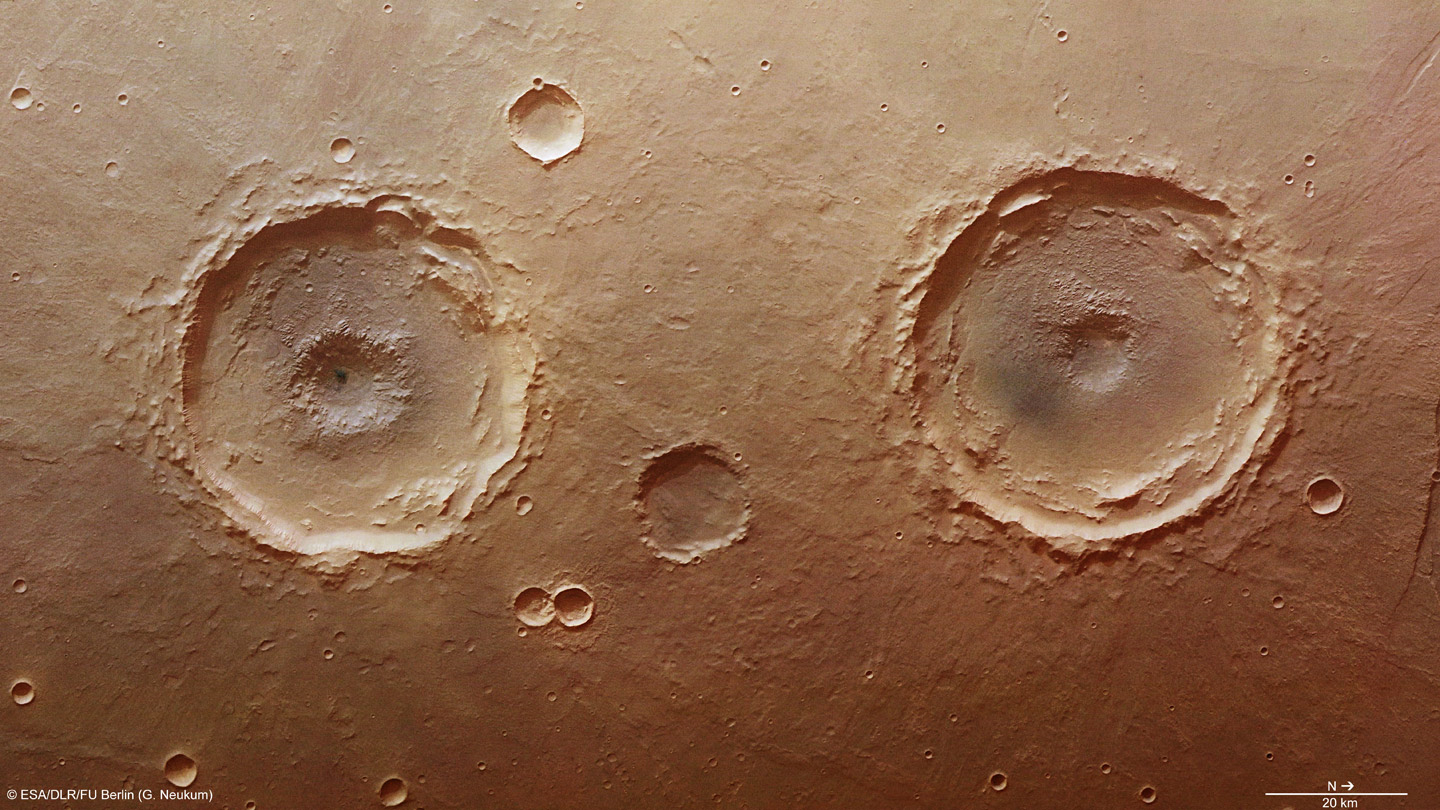 © ESA/DLR/FU Berlin (G. Neukum)
N →
20 km